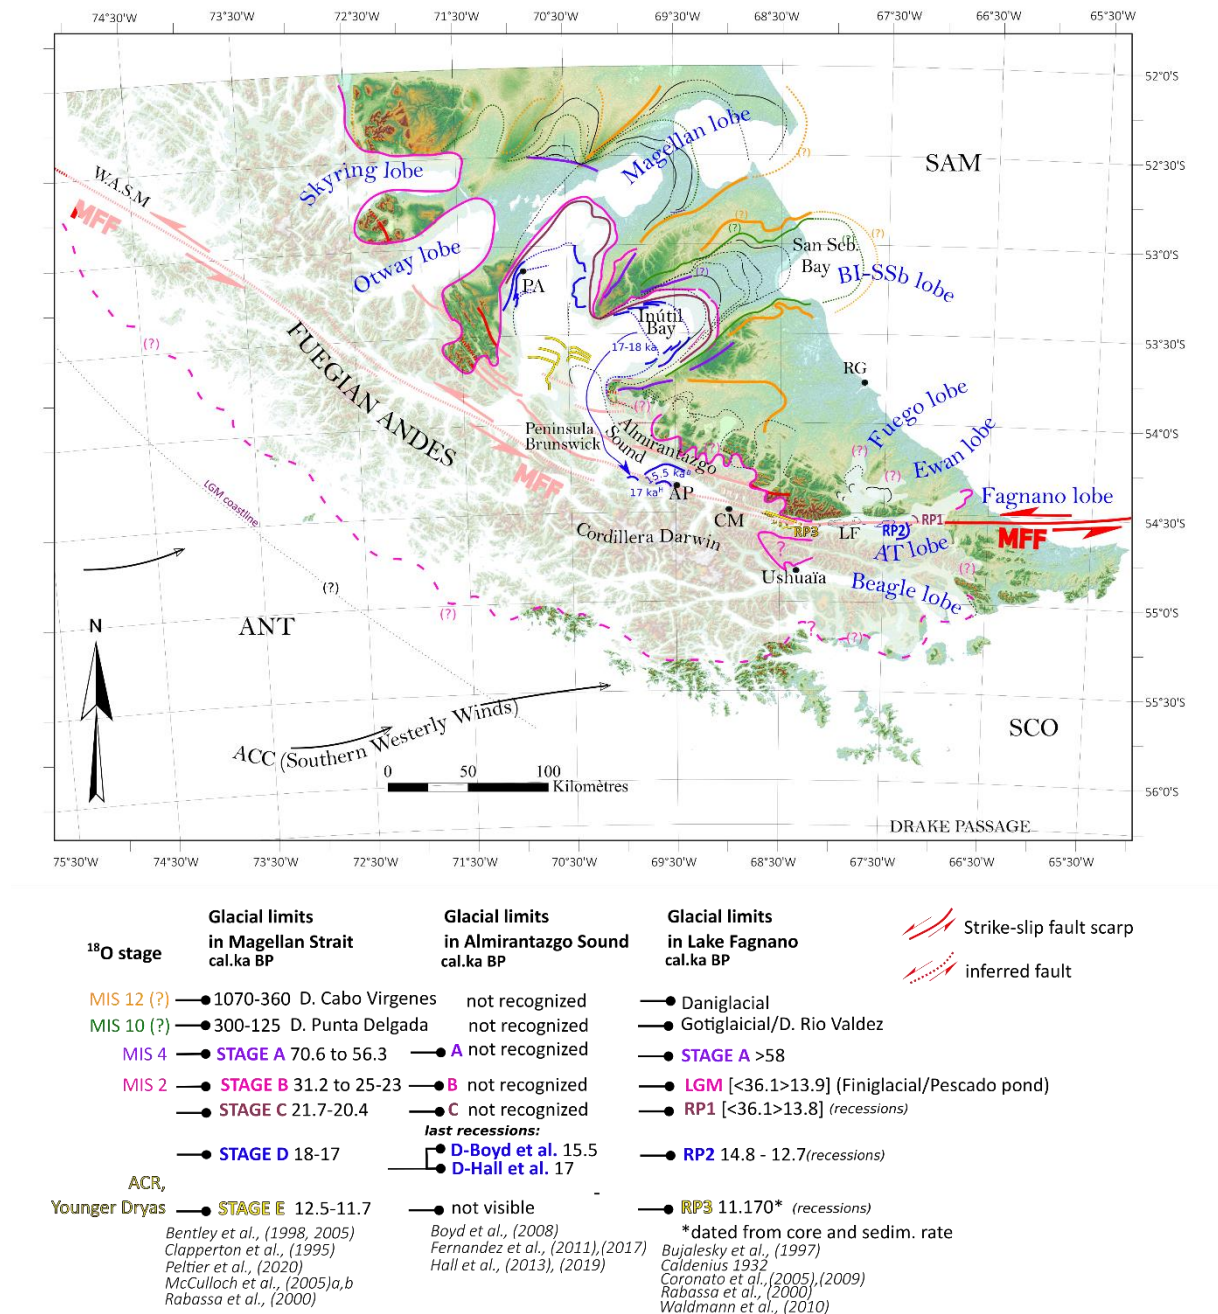 74°30'W 73°30'W 72°30'W 71°30'W 70°30'W 69°30'W 68°30'W 67°30'W 66°30'W 65°30'W
52°0'S
SAM
Magellan lobe
(?)
52°30'S
Skyring lobe
W.A.S.M
MFF
(?)
(?)
(?)
(?)
53°0'S
San Seb.
Bay
BI-SSb lobe
Otway lobe
PA
(?)
Inútil
Bay
17-18 ka
53°30'S
(?)
FUEGIAN ANDES
RG
(?)
Fuego lobe
Peninsula
Brunswick
Almirantazgo
Sound
54°0'S
(?)
(?)
Ewan lobe
MFF
15.5 ka
17 kaᴴ
AP
Fagnano lobe
LGM coastline
CM
RP3
LF
RP2)
RP1
54°30'S
MFF
Cordillera Darwin
?
AT lobe
Ushuaïa
(?)
Beagle lobe
(?)
(?)
?
(?)
55°0'S
N
ANT
55°30'S
SCO
ACC (Southern Westerly Winds)
0 50 100
Kilomètres
56°0'S
DRAKE PASSAGE
75°30'W 74°30'W 73°30'W 72°30'W 71°30'W 70°30'W 69°30'W 68°30'W 67°30'W 66°30'W 65°30'W
¹⁸O stage
Glacial limits
in Magellan Strait
cal.ka BP
Glacial limits
in Almirantazgo Sound
cal.ka BP
Glacial limits
in Lake Fagnano
cal.ka BP
Strike-slip fault scarp
inferred fault
MIS 12 (?) 1070-360 D. Cabo Virgenes not recognized Daniglacial
MIS 10 (?) 300-125 D. Punta Delgada not recognized Gotiglaicial/D. Rio Valdez
MIS 4 STAGE A 70.6 to 56.3 A not recognized STAGE A >58
MIS 2 STAGE B 31.2 to 25-23 B not recognized LGM [<36.1>13.9] (Finiglacial/Pescado pond)
STAGE C 21.7-20.4 C not recognized RP1 [<36.1>13.8] (recessions)
last recessions:
STAGE D 18-17 D-Boyd et al. 15.5 RP2 14.8 - 12.7(recessions)
D-Hall et al. 17
ACR,
Younger Dryas STAGE E 12.5-11.7 not visible - RP3 11.170* (recessions)
*dated from core and sedim. rate
Bentley et al., (1998, 2005)
Clapperton et al., (1995)
Peltier et al., (2020)
McCulloch et al., (2005)a,b
Rabassa et al., (2000)
Boyd et al., (2008)
Fernandez et al., (2011),(2017)
Hall et al., (2013), (2019)
Bujalesky et al., (1997)
Caldenius 1932
Coronato et al.,(2005),(2009)
Rabassa et al., (2000)
Waldmann et al., (2010)